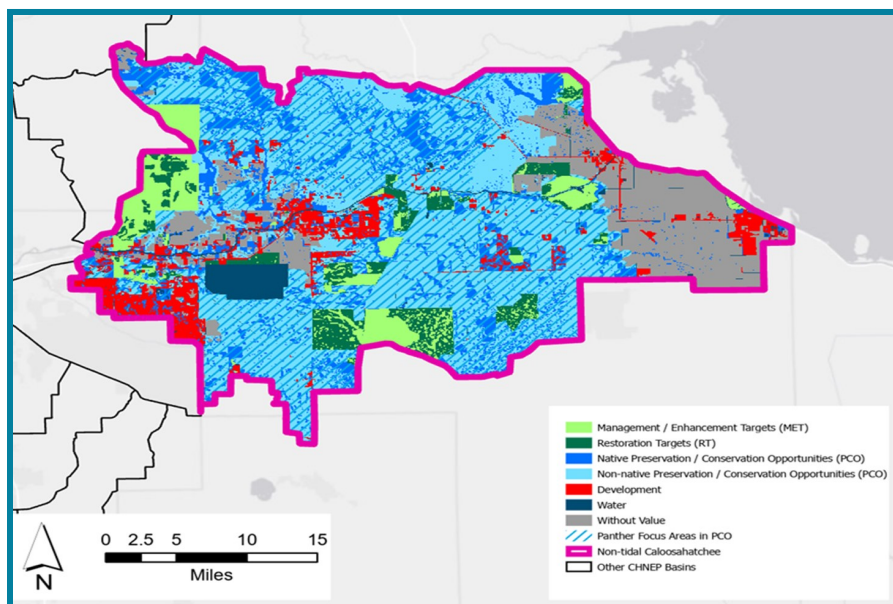 Management / Enhancement Targets (MET)
Restoration Targets (RT)
Native Preservation / Conservation Opportunities (PCO)
Non-native Preservation / Conservation Opportunities (PCO)
Development
Water
Without Value
Panther Focus Areas in PCO
Non-tidal Caloosahatchee
Other CHNEP Basins
0 2.5 5 10 15
Miles
N